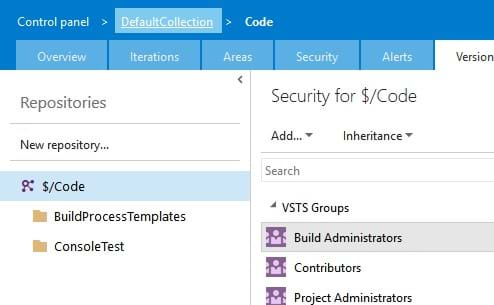 Control panel > DefaultCollection > Code
Overview Iterations Areas Security Alerts Version
<
Repositories
New repository...
$/Code
BuildProcessTemplates
ConsoleTest
Security for $/Code
Add... Inheritance
Search
VSTS Groups
Build Administrators
Contributors
Project Administrators